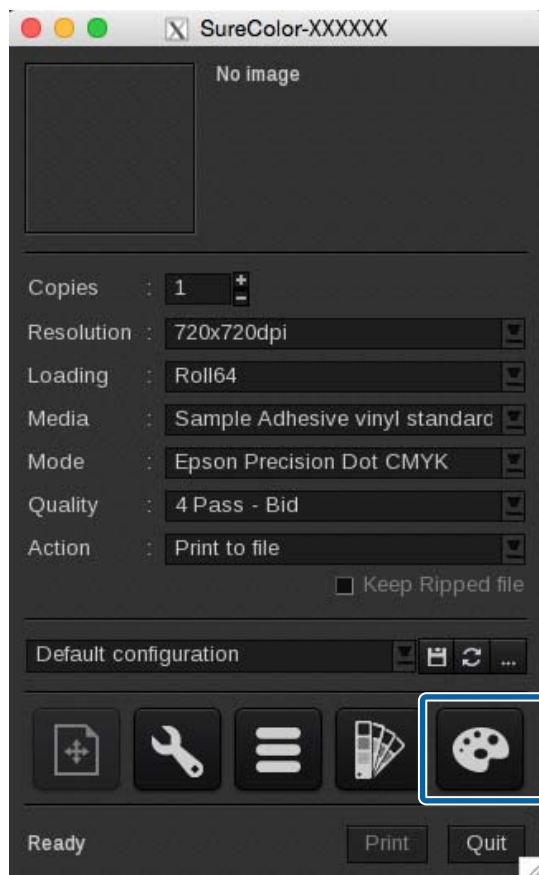 SureColor-XXXXXX
No image
Copies : 1
Resolution : 720x720dpi
Loading : Roll64
Media : Sample Adhesive vinyl standard
Mode : Epson Precision Dot CMYK
Quality : 4 Pass - Bid
Action : Print to file
Keep Ripped file
Default configuration ...
Ready Print Quit